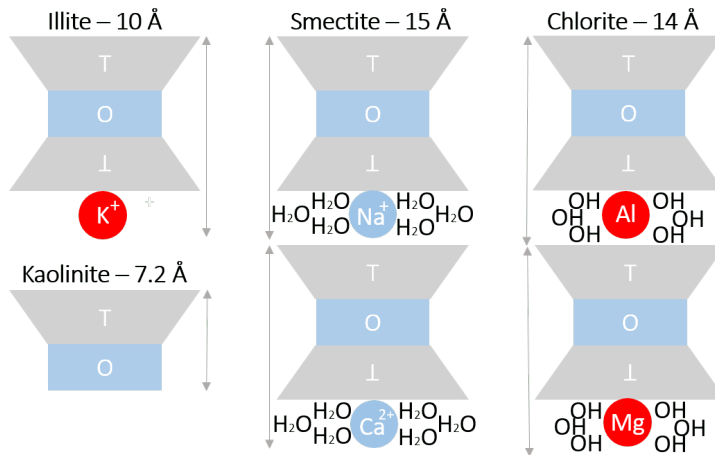 Illite – 10 Å
T
O
T
K+
Kaolinite – 7.2 Å
T
O
Smectite – 15 Å
T
O
T
H2O H2O Na+ H2O H2O
H2O H2O
T
O
T
H2O H2O Ca2+ H2O H2O
H2O H2O
Chlorite – 14 Å
T
O
T
OH OH Al OH OH
OH OH
T
O
T
OH OH Mg OH OH
OH OH